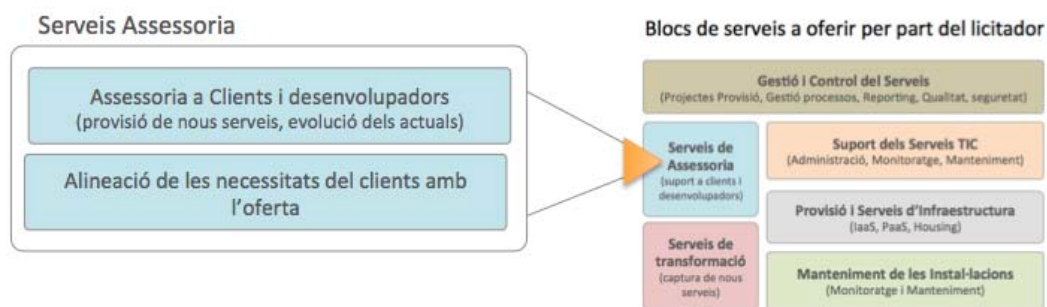 Serveis Assessoria
Assessoria a Clients i desenvolupadors
(provisió de nous serveis, evolució dels actuals)
Alineació de les necessitats del clients amb
l'oferta
Blocs de serveis a oferir per part del licitador
Gestió i Control del Serveis
(Projectes Provisió, Gestió processos, Reporting, Qualitat, seguretat)
Serveis de
Assessoria
(suport a clients i
desenvolupadors)
Suport dels Serveis TIC
(Administració, Monitoratge, Manteniment)
Provisió i Serveis d'Infraestructura
(IaaS, PaaS, Housing)
Serveis de
transformació
(captura de nous
serveis)
Manteniment de les Instal·lacions
(Monitoratge i Manteniment)